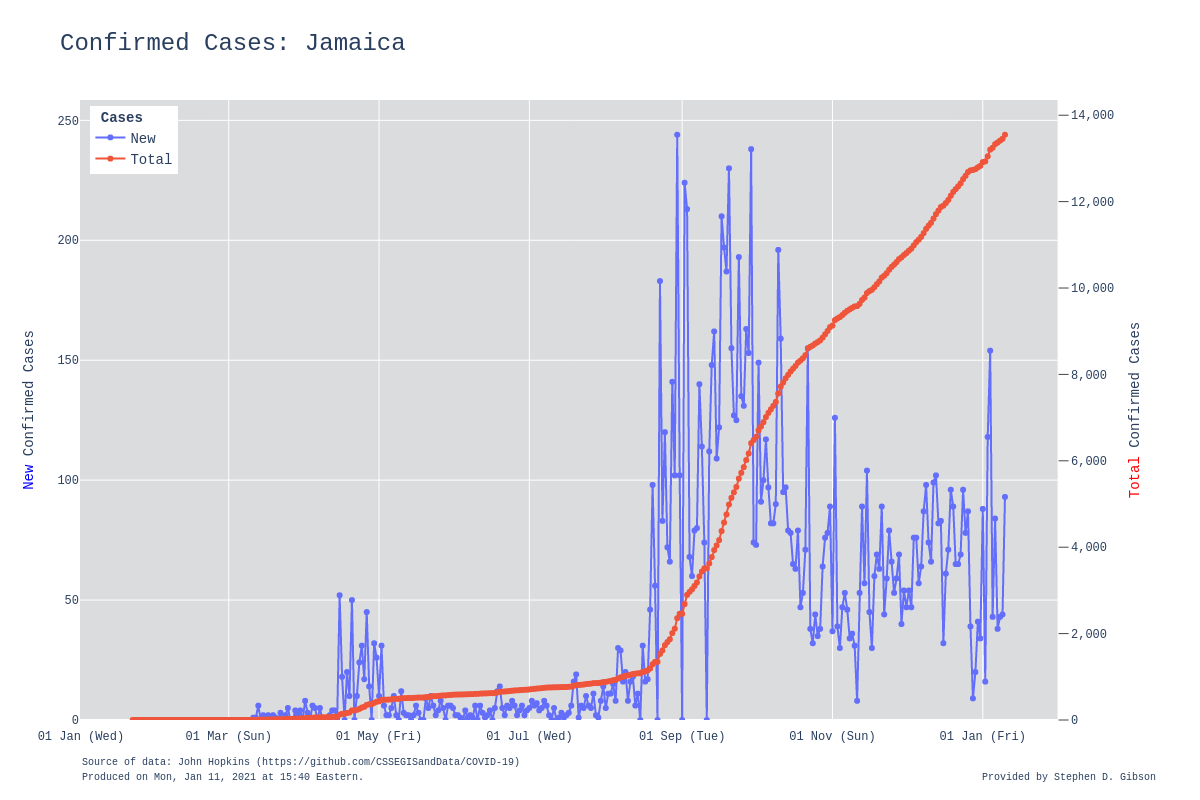 Confirmed Cases: Jamaica
Cases
New
Total
250
200
150
100
50
0
14,000
12,000
10,000
8,000
6,000
4,000
2,000
0
New Confirmed Cases
Total Confirmed Cases
01 Jan (Wed)
01 Mar (Sun)
01 May (Fri)
01 Jul (Wed)
01 Sep (Tue)
01 Nov (Sun)
01 Jan (Fri)
Source of data: John Hopkins (https://github.com/CSSEGISandData/COVID-19)
Produced on Mon, Jan 11, 2021 at 15:40 Eastern.
Provided by Stephen D. Gibson